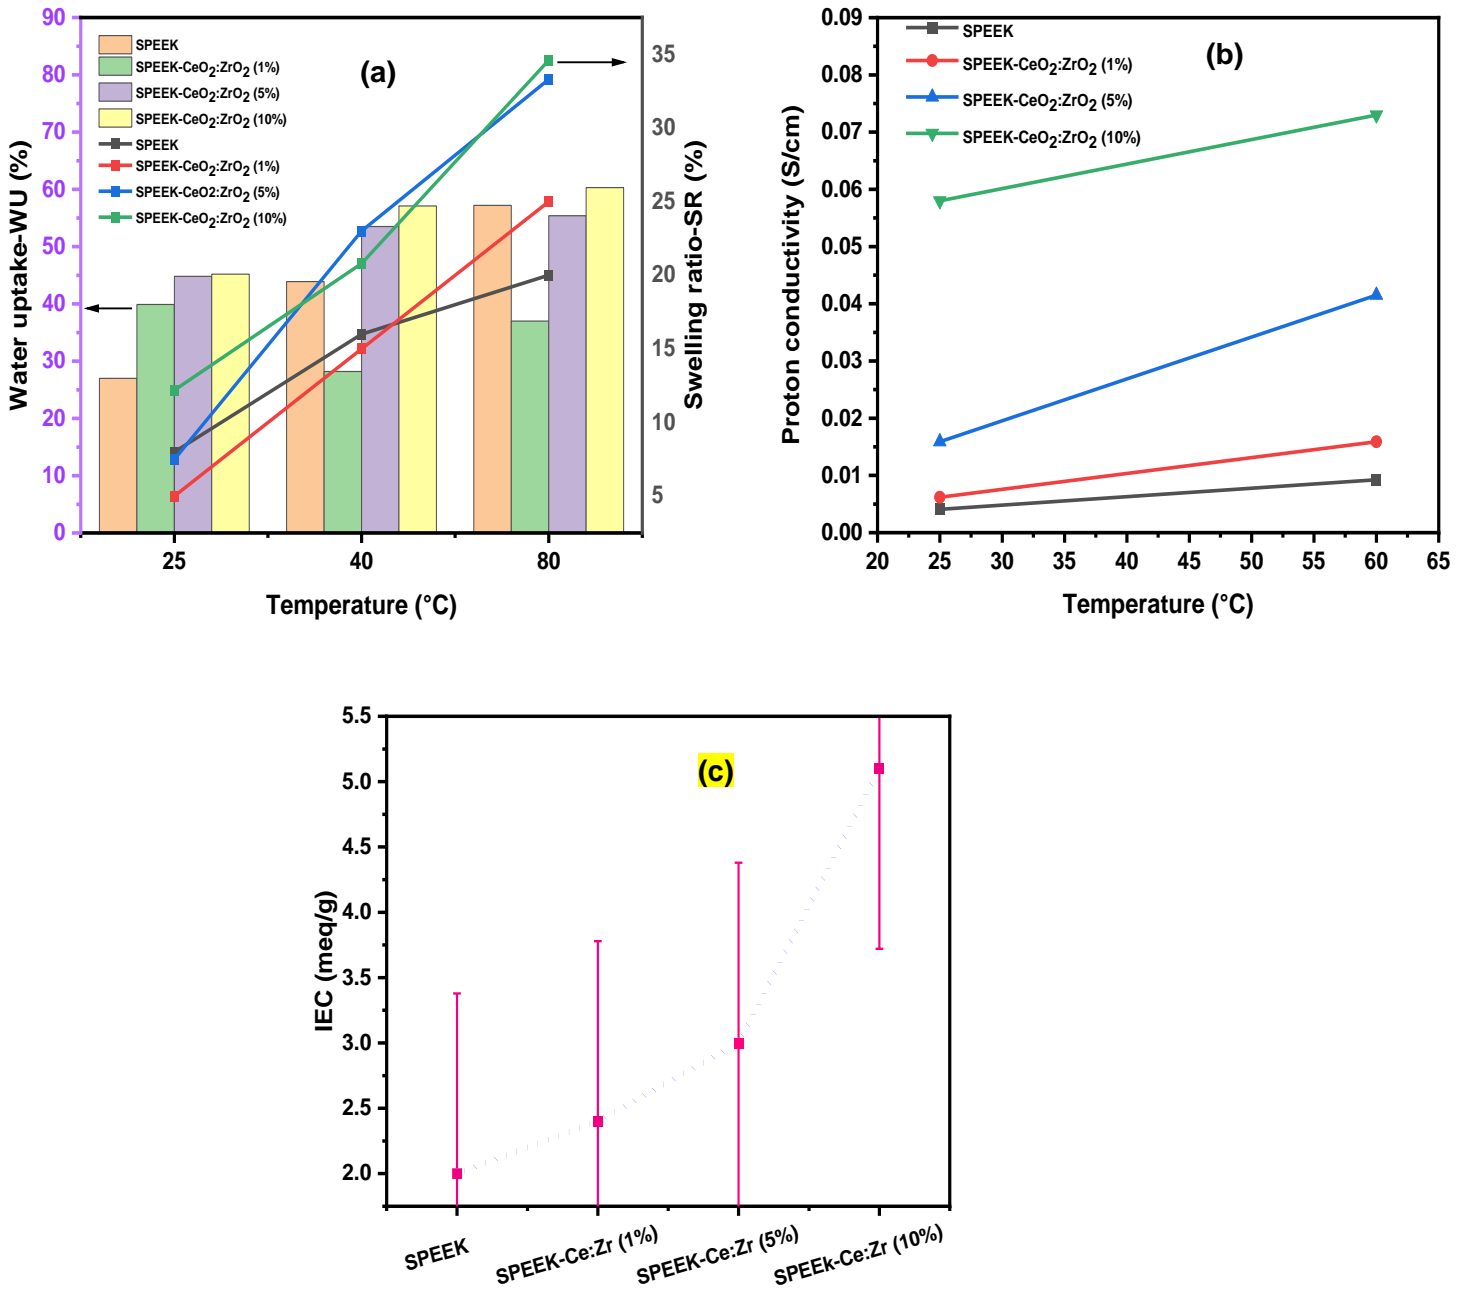 (a)
Water uptake-WU (%)
90
80
70
60
50
40
30
20
10
0
SPEEK
SPEEK-CeO2:ZrO2 (1%)
SPEEK-CeO2:ZrO2 (5%)
SPEEK-CeO2:ZrO2 (10%)
SPEEK
SPEEK-CeO2:ZrO2 (1%)
SPEEK-CeO2:ZrO2 (5%)
SPEEK-CeO2:ZrO2 (10%)
35
30
25
20
15
10
5
Swelling ratio-SR (%)
25 40 80
Temperature (°C)
(b)
Proton conductivity (S/cm)
0.09
0.08
0.07
0.06
0.05
0.04
0.03
0.02
0.01
0.00
SPEEK
SPEEK-CeO2:ZrO2 (1%)
SPEEK-CeO2:ZrO2 (5%)
SPEEK-CeO2:ZrO2 (10%)
20 25 30 35 40 45 50 55 60 65
Temperature (°C)
(c)
IEC (meq/g)
5.5
5.0
4.5
4.0
3.5
3.0
2.5
2.0
SPEEK
SPEEK-Ce:Zr (1%)
SPEEK-Ce:Zr (5%)
SPEEk-Ce:Zr (10%)